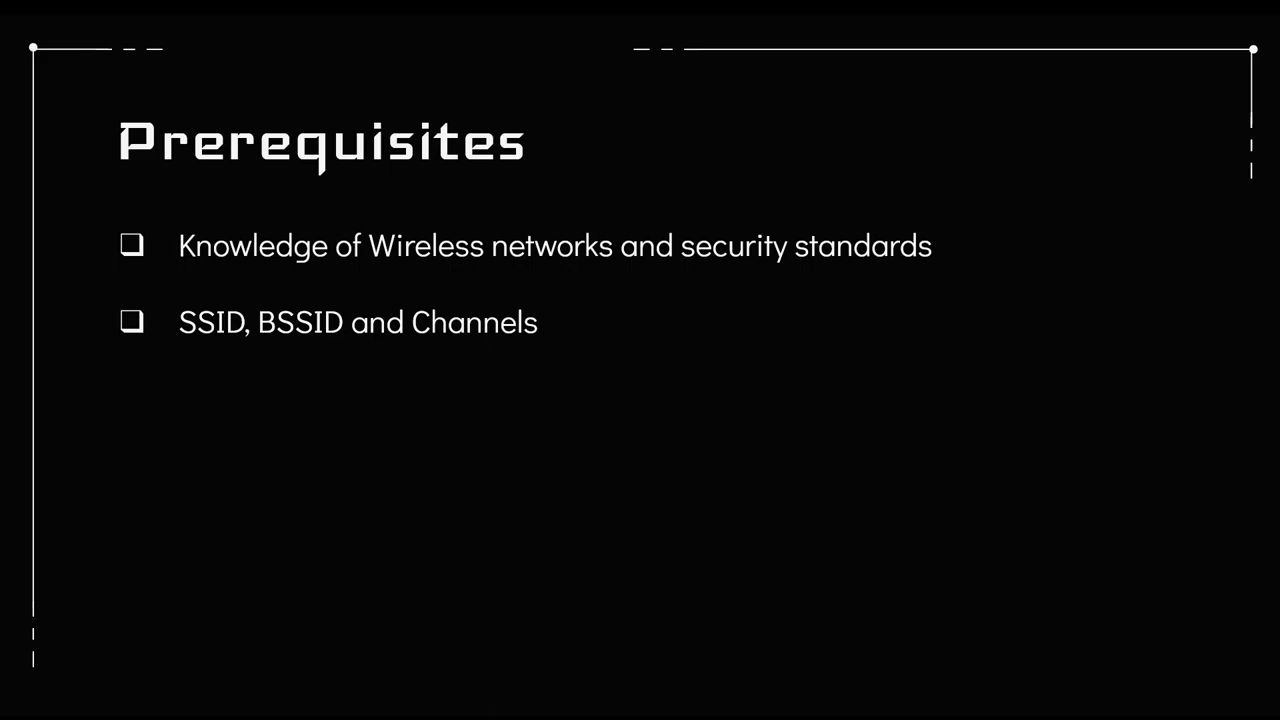 Prerequisites
❑ Knowledge of Wireless networks and security standards
❑ SSID, BSSID and Channels